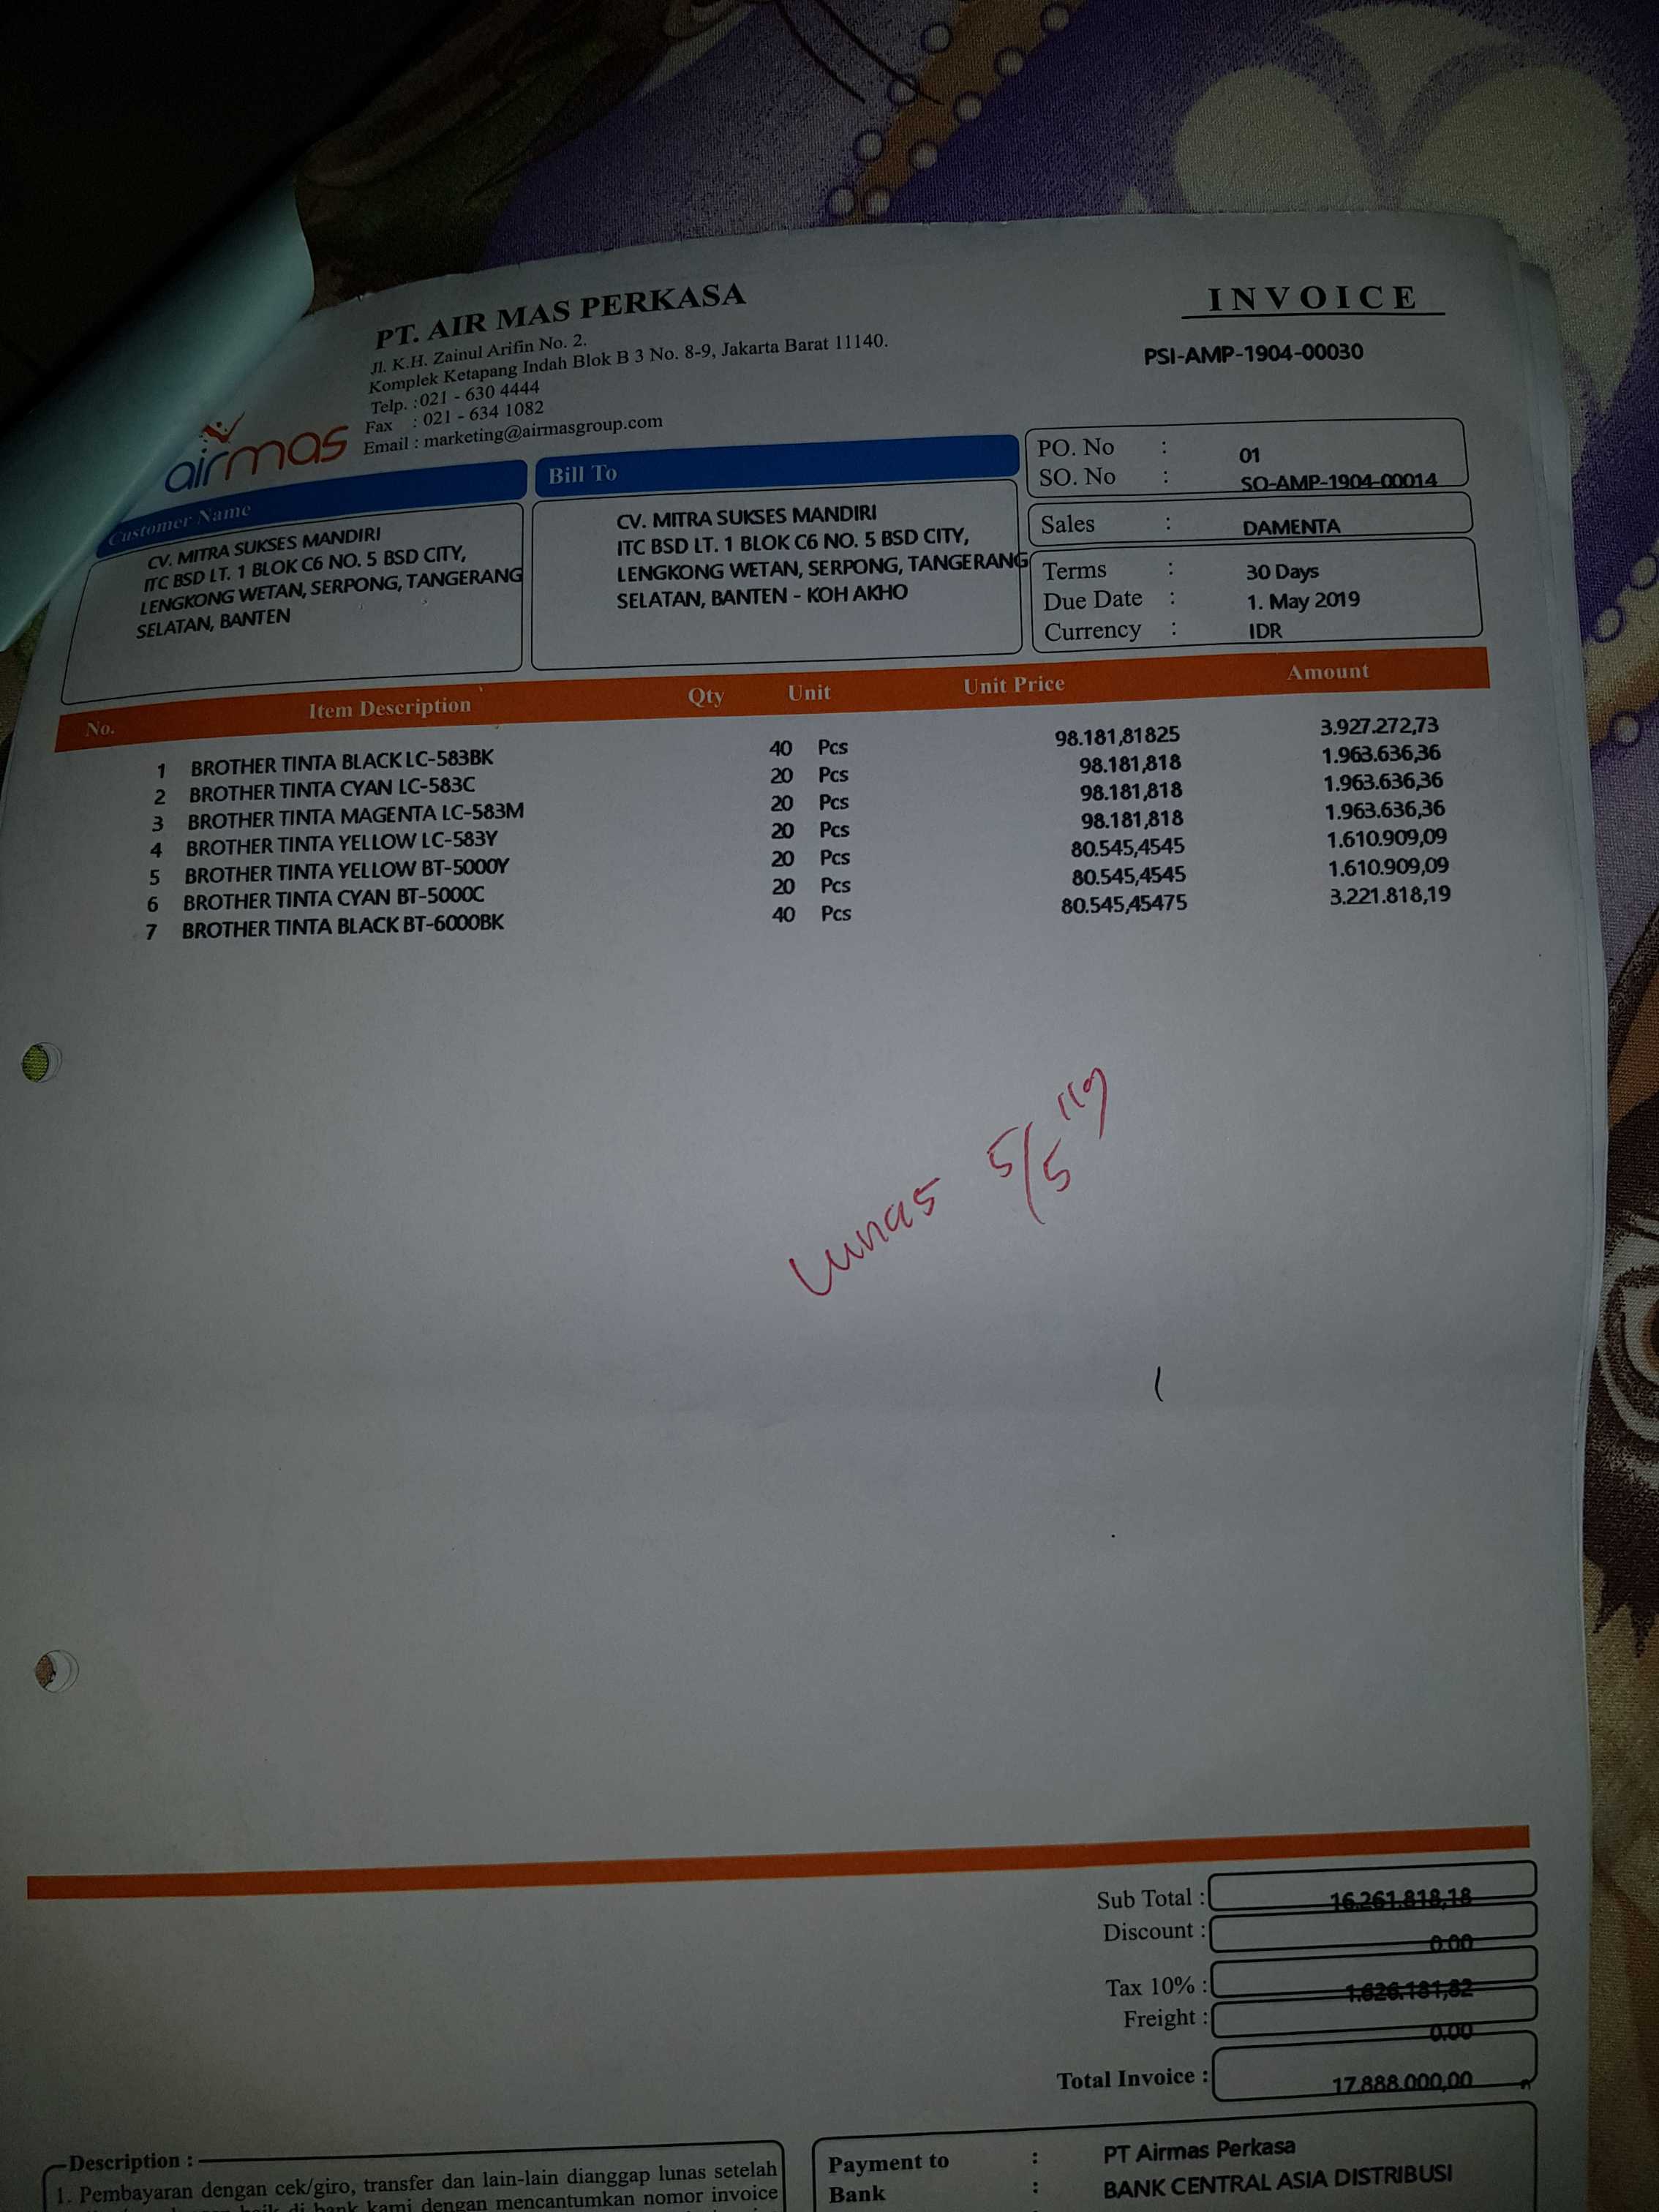 PT. AIR MAS PERKASA
Jl. K.H. Zainul Arifin No. 2.
Komplek Ketapang Indah Blok B 3 No. 8-9, Jakarta Barat 11140.
Telp. : 021 - 630 4444
Fax : 021 - 634 1082
Email : marketing@airmasgroup.com
airmas
INVOICE
PSI-AMP-1904-00030
Customer Name
CV. MITRA SUKSES MANDIRI
ITC BSD LT. 1 BLOK C6 NO. 5 BSD CITY,
LENGKONG WETAN, SERPONG, TANGERANG
SELATAN, BANTEN
Bill To
CV. MITRA SUKSES MANDIRI
ITC BSD LT. 1 BLOK C6 NO. 5 BSD CITY,
LENGKONG WETAN, SERPONG, TANGERANG
SELATAN, BANTEN - KOH AKHO
PO. No : 01
SO. No : SO-AMP-1904-00014
Sales : DAMENTA
Terms : 30 Days
Due Date : 1. May 2019
Currency : IDR
No. Item Description Qty Unit Unit Price Amount
1 BROTHER TINTA BLACK LC-583BK 40 Pcs 98.181,81825 3.927.272,73
2 BROTHER TINTA CYAN LC-583C 20 Pcs 98.181,818 1.963.636,36
3 BROTHER TINTA MAGENTA LC-583M 20 Pcs 98.181,818 1.963.636,36
4 BROTHER TINTA YELLOW LC-583Y 20 Pcs 98.181,818 1.963.636,36
5 BROTHER TINTA YELLOW BT-5000Y 20 Pcs 80.545,4545 1.610.909,09
6 BROTHER TINTA CYAN BT-5000C 20 Pcs 80.545,4545 1.610.909,09
7 BROTHER TINTA BLACK BT-6000BK 40 Pcs 80.545,45475 3.221.818,19
Lunas 5/5 '19
Sub Total : 16.261.818,18
Discount : 0.00
Tax 10% : 1.626.181,82
Freight : 0.00
Total Invoice : 17.888.000,00
Description :
1. Pembayaran dengan cek/giro, transfer dan lain-lain dianggap lunas setelah
baik di bank kami dengan mencantumkan nomor invoice
Payment to : PT Airmas Perkasa
Bank : BANK CENTRAL ASIA DISTRIBUSI